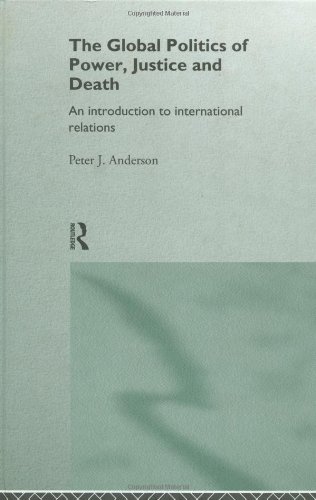 Copyrighted Material
The Global Politics of
Power, Justice and
Death
An introduction to international
relations
Peter J. Anderson
R
ROUTLEDGE
Copyrighted Material